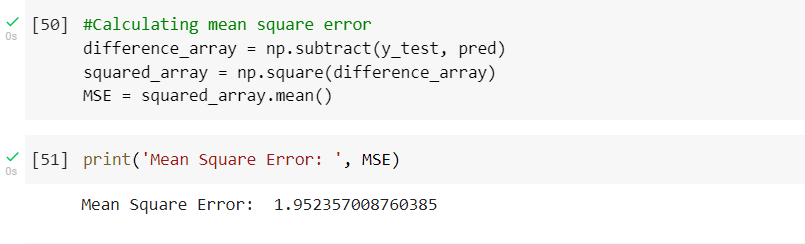 [50] #Calculating mean square error
difference_array = np.subtract(y_test, pred)
0s
squared_array = np.square(difference_array)
MSE = squared_array.mean()
[51] print('Mean Square Error: ', MSE)
0s
Mean Square Error:  1.952357008760385